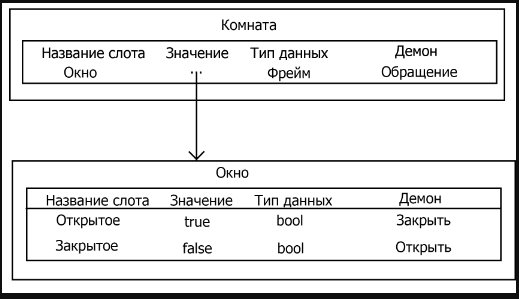 Комната
Название слота Значение Тип данных Демон
Окно ... Фрейм Обращение
Окно
Название слота Значение Тип данных Демон
Открытое true bool Закрыть
Закрытое false bool Открыть